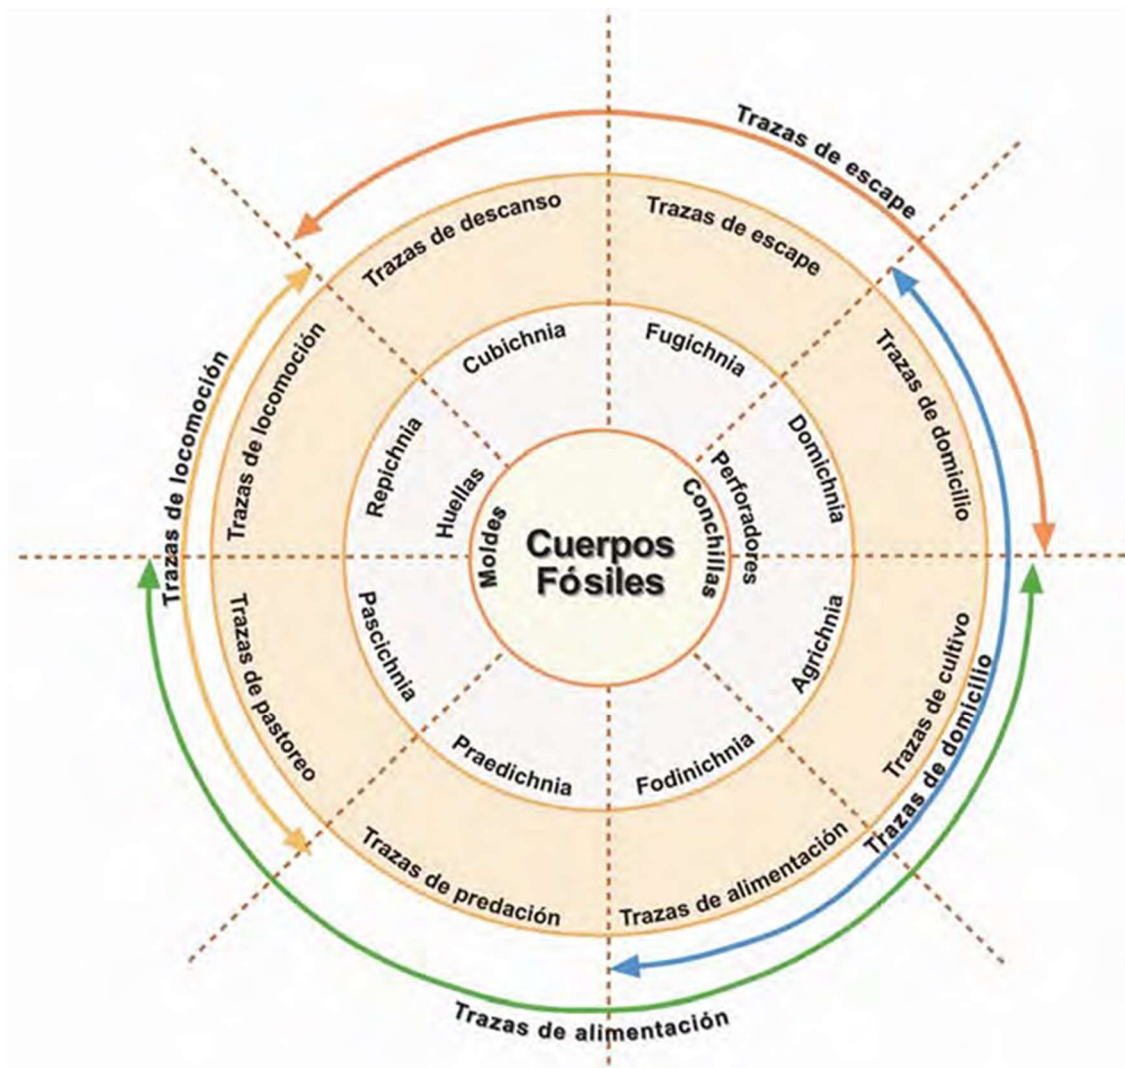 Trazas de escape
Trazas de descanso
Trazas de escape
Trazas de locomoción
Trazas de locomoción
Cubichnia
Fugichnia
Trazas de domicilio
Repichnia
Huellas
Moldes
Cuerpos
Fósiles
Conchillas
Perforadores
Domichnia
Pascichnia
Agrichnia
Trazas de pastoreo
Trazas de cultivo
Trazas de domicilio
Praedichnia
Fodinichnia
Trazas de predación
Trazas de alimentación
Trazas de alimentación